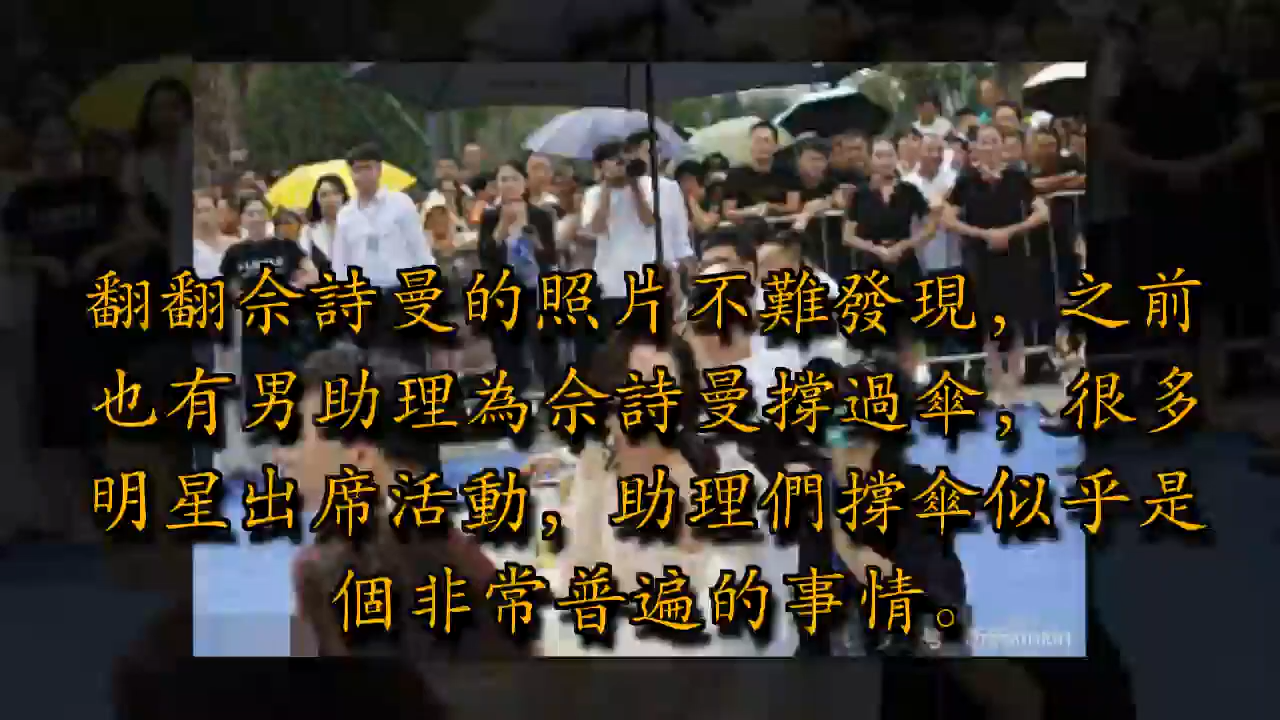 翻翻佘詩曼的照片不難發現，之前
也有男助理為佘詩曼撐過傘，很多
明星出席活動，助理們撐傘似乎是
個非常普遍的事情。